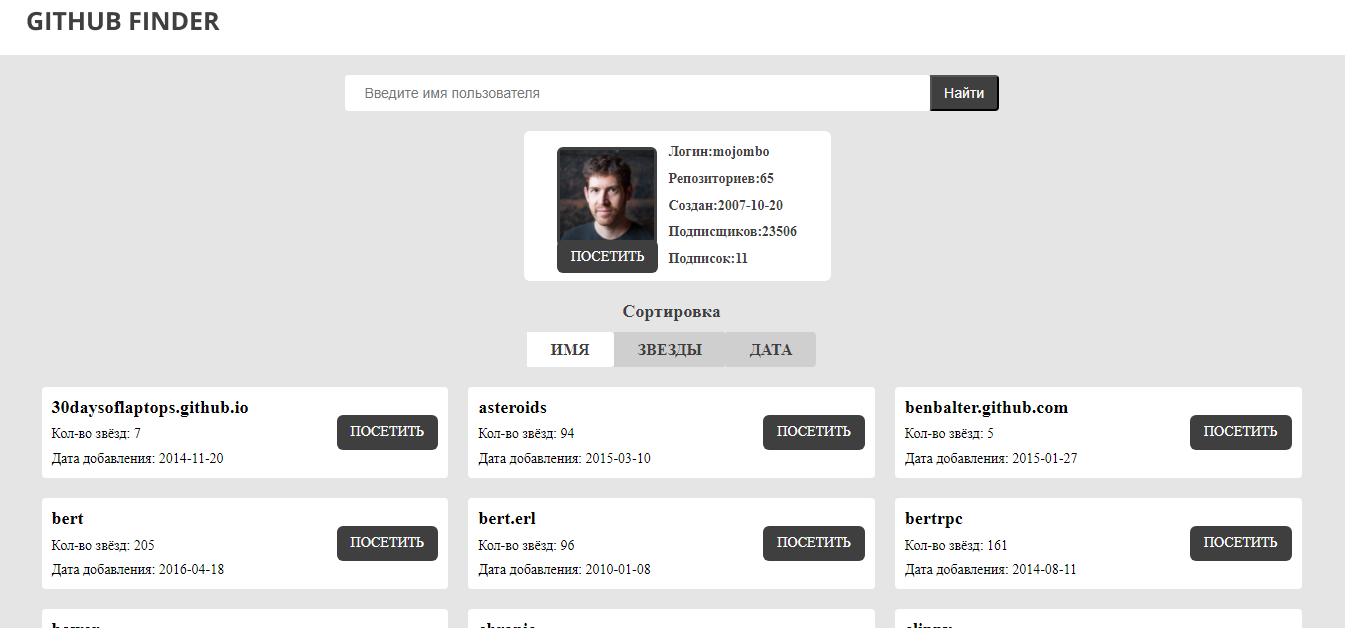 GITHUB FINDER
Введите имя пользователя
Найти
Логин:mojombo
Репозиториев:65
Создан:2007-10-20
Подписщиков:23506
Подписок:11
ПОСЕТИТЬ
Сортировка
ИМЯ ЗВЕЗДЫ ДАТА
30daysoflaptops.github.io
Кол-во звёзд: 7
Дата добавления: 2014-11-20
ПОСЕТИТЬ
asteroids
Кол-во звёзд: 94
Дата добавления: 2015-03-10
ПОСЕТИТЬ
benbalter.github.com
Кол-во звёзд: 5
Дата добавления: 2015-01-27
ПОСЕТИТЬ
bert
Кол-во звёзд: 205
Дата добавления: 2016-04-18
ПОСЕТИТЬ
bert.erl
Кол-во звёзд: 96
Дата добавления: 2010-01-08
ПОСЕТИТЬ
bertrpc
Кол-во звёзд: 161
Дата добавления: 2014-08-11
ПОСЕТИТЬ